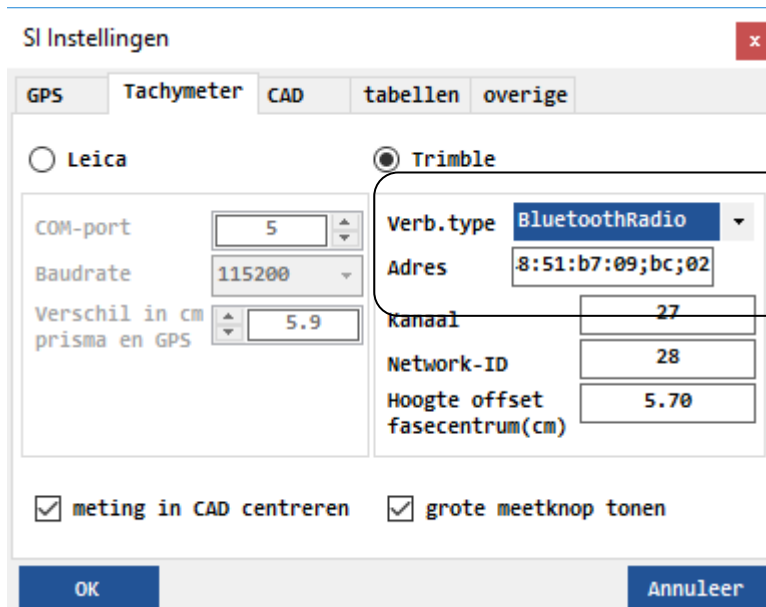 SI Instellingen
x
GPS Tachymeter CAD tabellen overige
Leica
Trimble
COM-port 5
Baudrate 115200
Verschil in cm
prisma en GPS 5.9
Verb.type BluetoothRadio
Adres 8:51:b7:09;bc;02
Kanaal 27
Network-ID 28
Hoogte offset
fasecentrum(cm) 5.70
meting in CAD centreren
grote meetknop tonen
OK
Annuleer